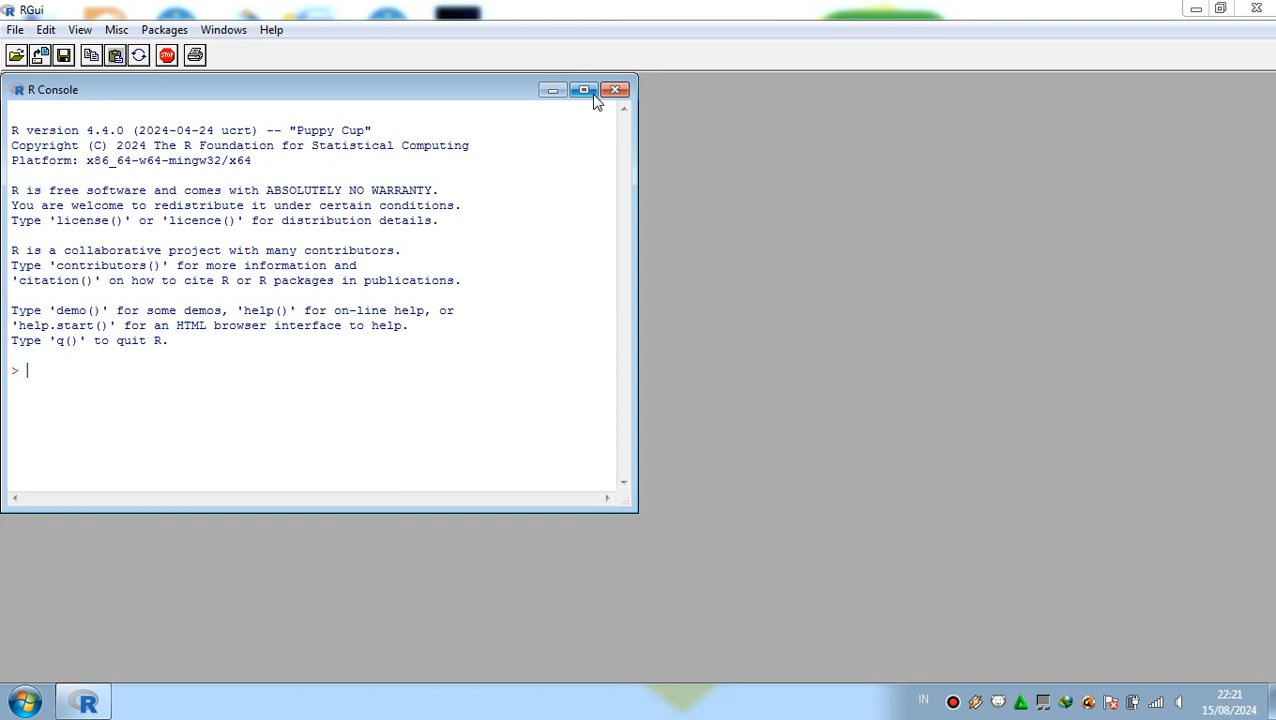 RGui
File Edit View Misc Packages Windows Help
STOP
R Console
R version 4.4.0 (2024-04-24 ucrt) -- "Puppy Cup"
Copyright (C) 2024 The R Foundation for Statistical Computing
Platform: x86_64-w64-mingw32/x64
R is free software and comes with ABSOLUTELY NO WARRANTY.
You are welcome to redistribute it under certain conditions.
Type 'license()' or 'licence()' for distribution details.
R is a collaborative project with many contributors.
Type 'contributors()' for more information and
'citation()' on how to cite R or R packages in publications.
Type 'demo()' for some demos, 'help()' for on-line help, or
'help.start()' for an HTML browser interface to help.
Type 'q()' to quit R.
>
IN
22:21
15/08/2024